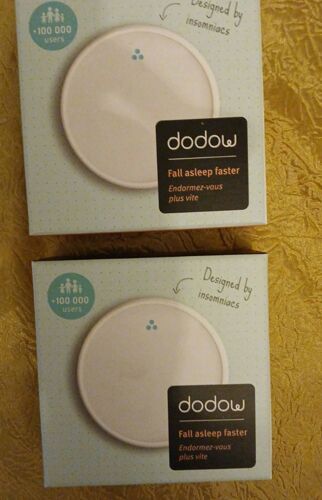 +100 000
users
Designed by
insomniacs
dodow
Fall asleep faster
Endormez-vous
plus vite
+100 000
users
Designed by
insomniacs
dodow
Fall asleep faster
Endormez-vous
plus vite